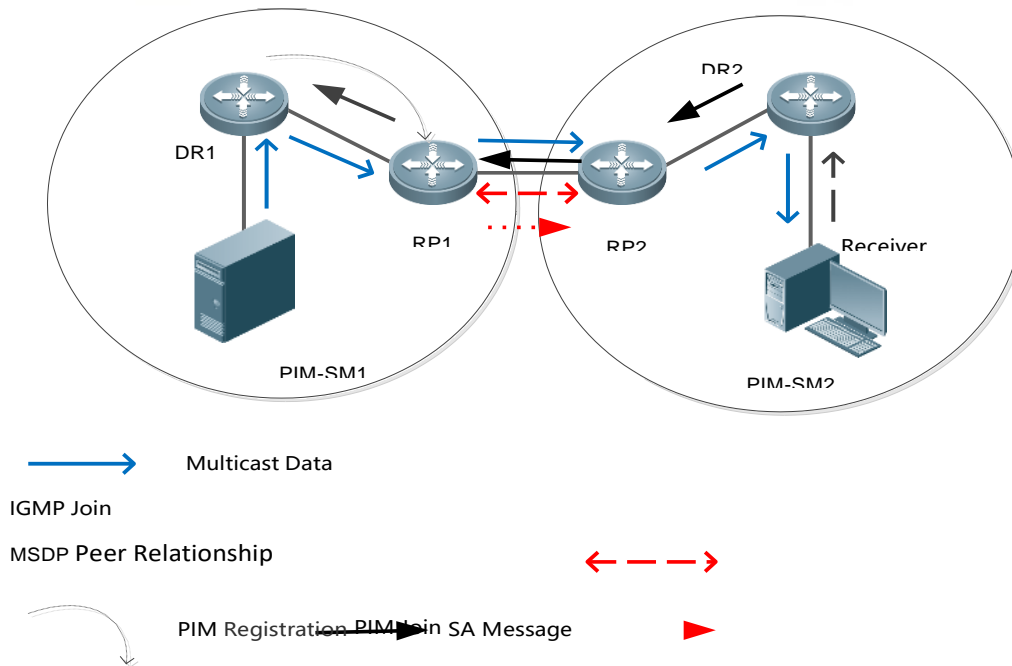 DR2
DR1
RP1
RP2
Receiver
PIM-SM1
PIM-SM2
Multicast Data
IGMP Join
MSDP Peer Relationship
PIM Registration PIM Join SA Message